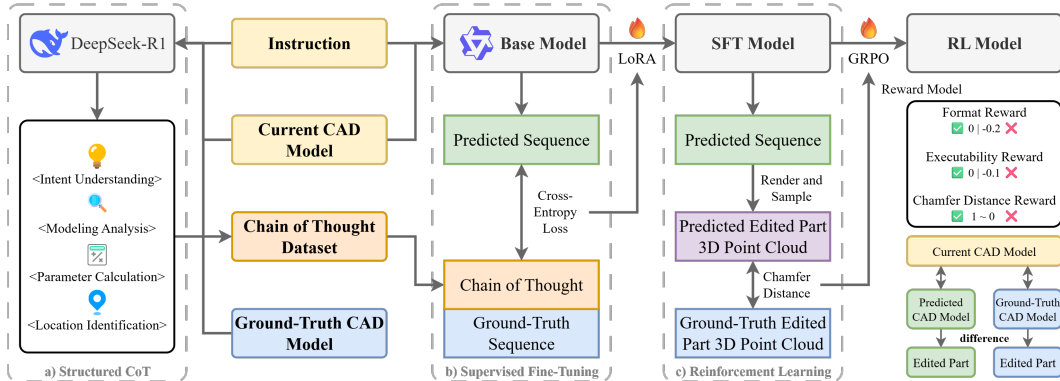 DeepSeek-R1
<Intent Understanding>
<Modeling Analysis>
<Parameter Calculation>
<Location Identification>
a) Structured CoT
Instruction
Current CAD
Model
Chain of Thought
Dataset
Ground-Truth CAD
Model
Base Model
Predicted Sequence
Cross-
Entropy
Loss
Chain of Thought
Ground-Truth
Sequence
b) Supervised Fine-Tuning
LoRA
SFT Model
Predicted Sequence
Render and
Sample
Predicted Edited Part
3D Point Cloud
Chamfer
Distance
Ground-Truth Edited
Part 3D Point Cloud
c) Reinforcement Learning
GRPO
Reward Model
RL Model
Format Reward
✅ 0 | -0.2 ❌
Executability Reward
✅ 0 | -0.1 ❌
Chamfer Distance Reward
✅ 1 ~ 0 ❌
Current CAD Model
Predicted
CAD Model
Ground-Truth
CAD Model
difference
Edited Part
Edited Part